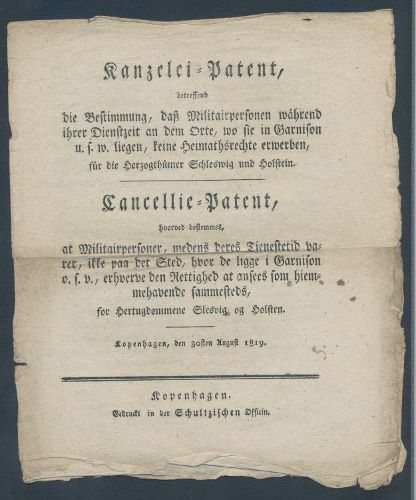 Kanzelei-Patent,
betreffend
die Bestimmung, daß Militairpersonen während
ihrer Dienstzeit an dem Orte, wo sie in Garnison
u. s. w. liegen, keine Heimathsrechte erwerben,
für die Herzogthümer Schleswig und Holstein.
Cancellie-Patent,
hvorved bestemmes,
at Militairpersoner, medens deres Tienestetid va-
rer, ikke paa det Sted, hvor de ligge i Garnison
o. s. v., erhverve den Rettighed at ansees som hiem-
mehavende sammesteds,
for Hertugdommene Slesvig og Holsten.
Kopenhagen, den 30sten August 1819.
Kopenhagen.
Gedruckt in der Schultzischen Officin.